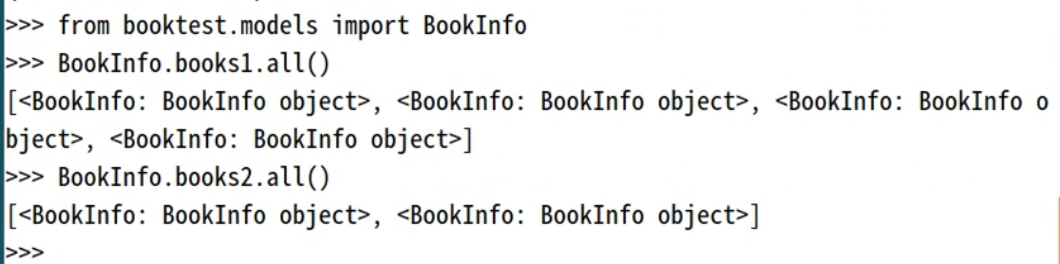 >>> from booktest.models import BookInfo
>>> BookInfo.books1.all()
[<BookInfo: BookInfo object>, <BookInfo: BookInfo object>, <BookInfo: BookInfo o
bject>, <BookInfo: BookInfo object>]
>>> BookInfo.books2.all()
[<BookInfo: BookInfo object>, <BookInfo: BookInfo object>]
>>>